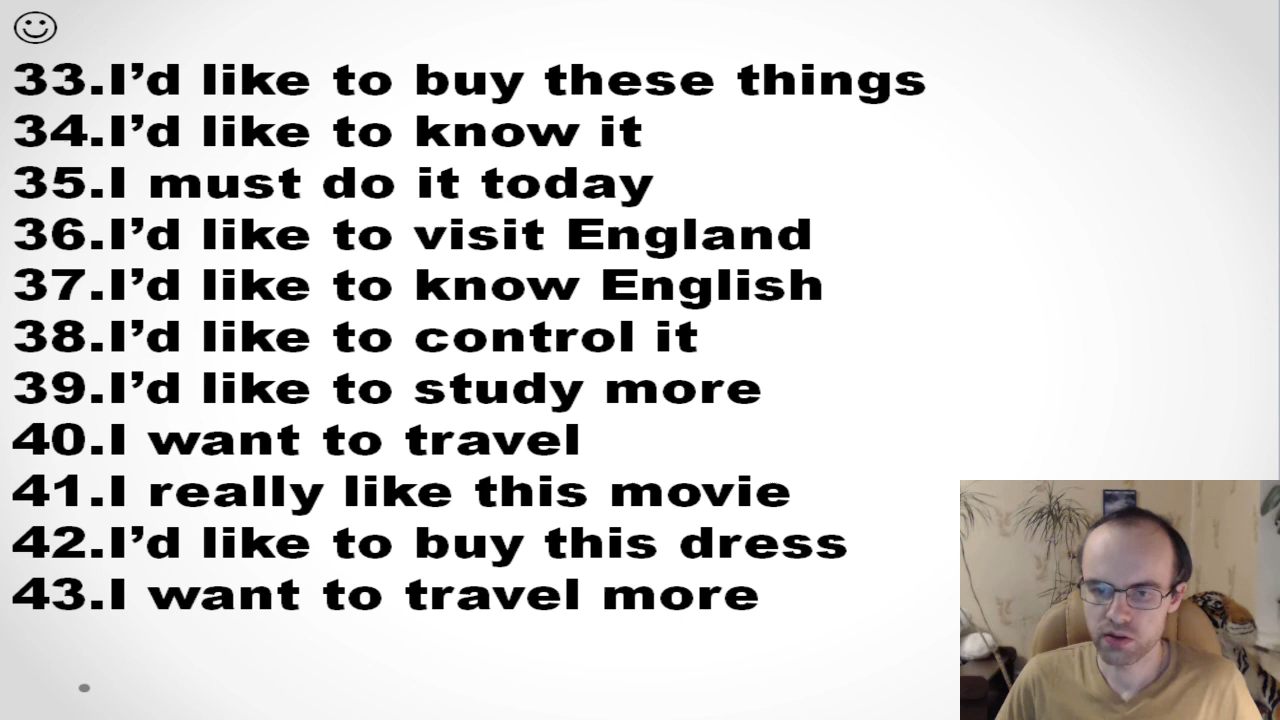 33.I'd like to buy these things
34.I'd like to know it
35.I must do it today
36.I'd like to visit England
37.I'd like to know English
38.I'd like to control it
39.I'd like to study more
40.I want to travel
41.I really like this movie
42.I'd like to buy this dress
43.I want to travel more